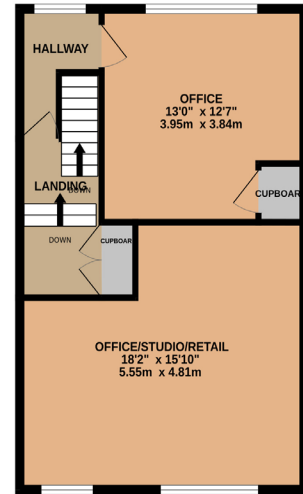 HALLWAY
OFFICE
13'0" x 12'7"
3.95m x 3.84m
DOWN
LANDING
CUPBOAR
DOWN
CUPBOAR
OFFICE/STUDIO/RETAIL
18'2" x 15'10"
5.55m x 4.81m